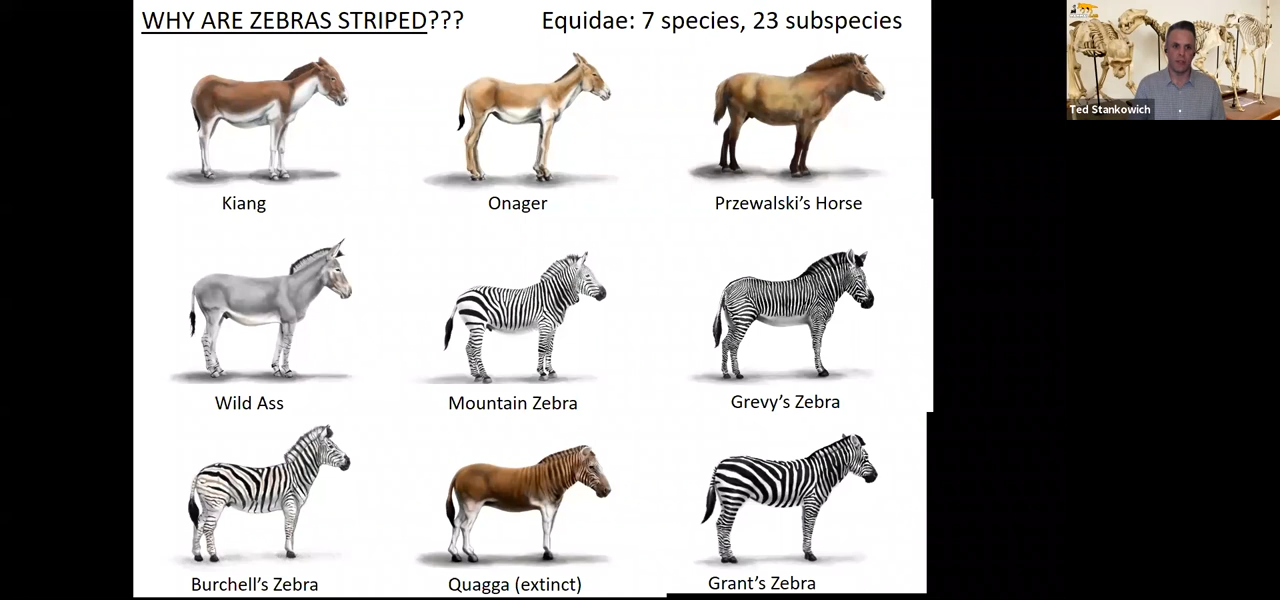 WHY ARE ZEBRAS STRIPED??? Equidae: 7 species, 23 subspecies
Ted Stankowich
Kiang Onager Przewalski's Horse
Wild Ass Mountain Zebra Grevy's Zebra
Burchell's Zebra Quagga (extinct) Grant's Zebra